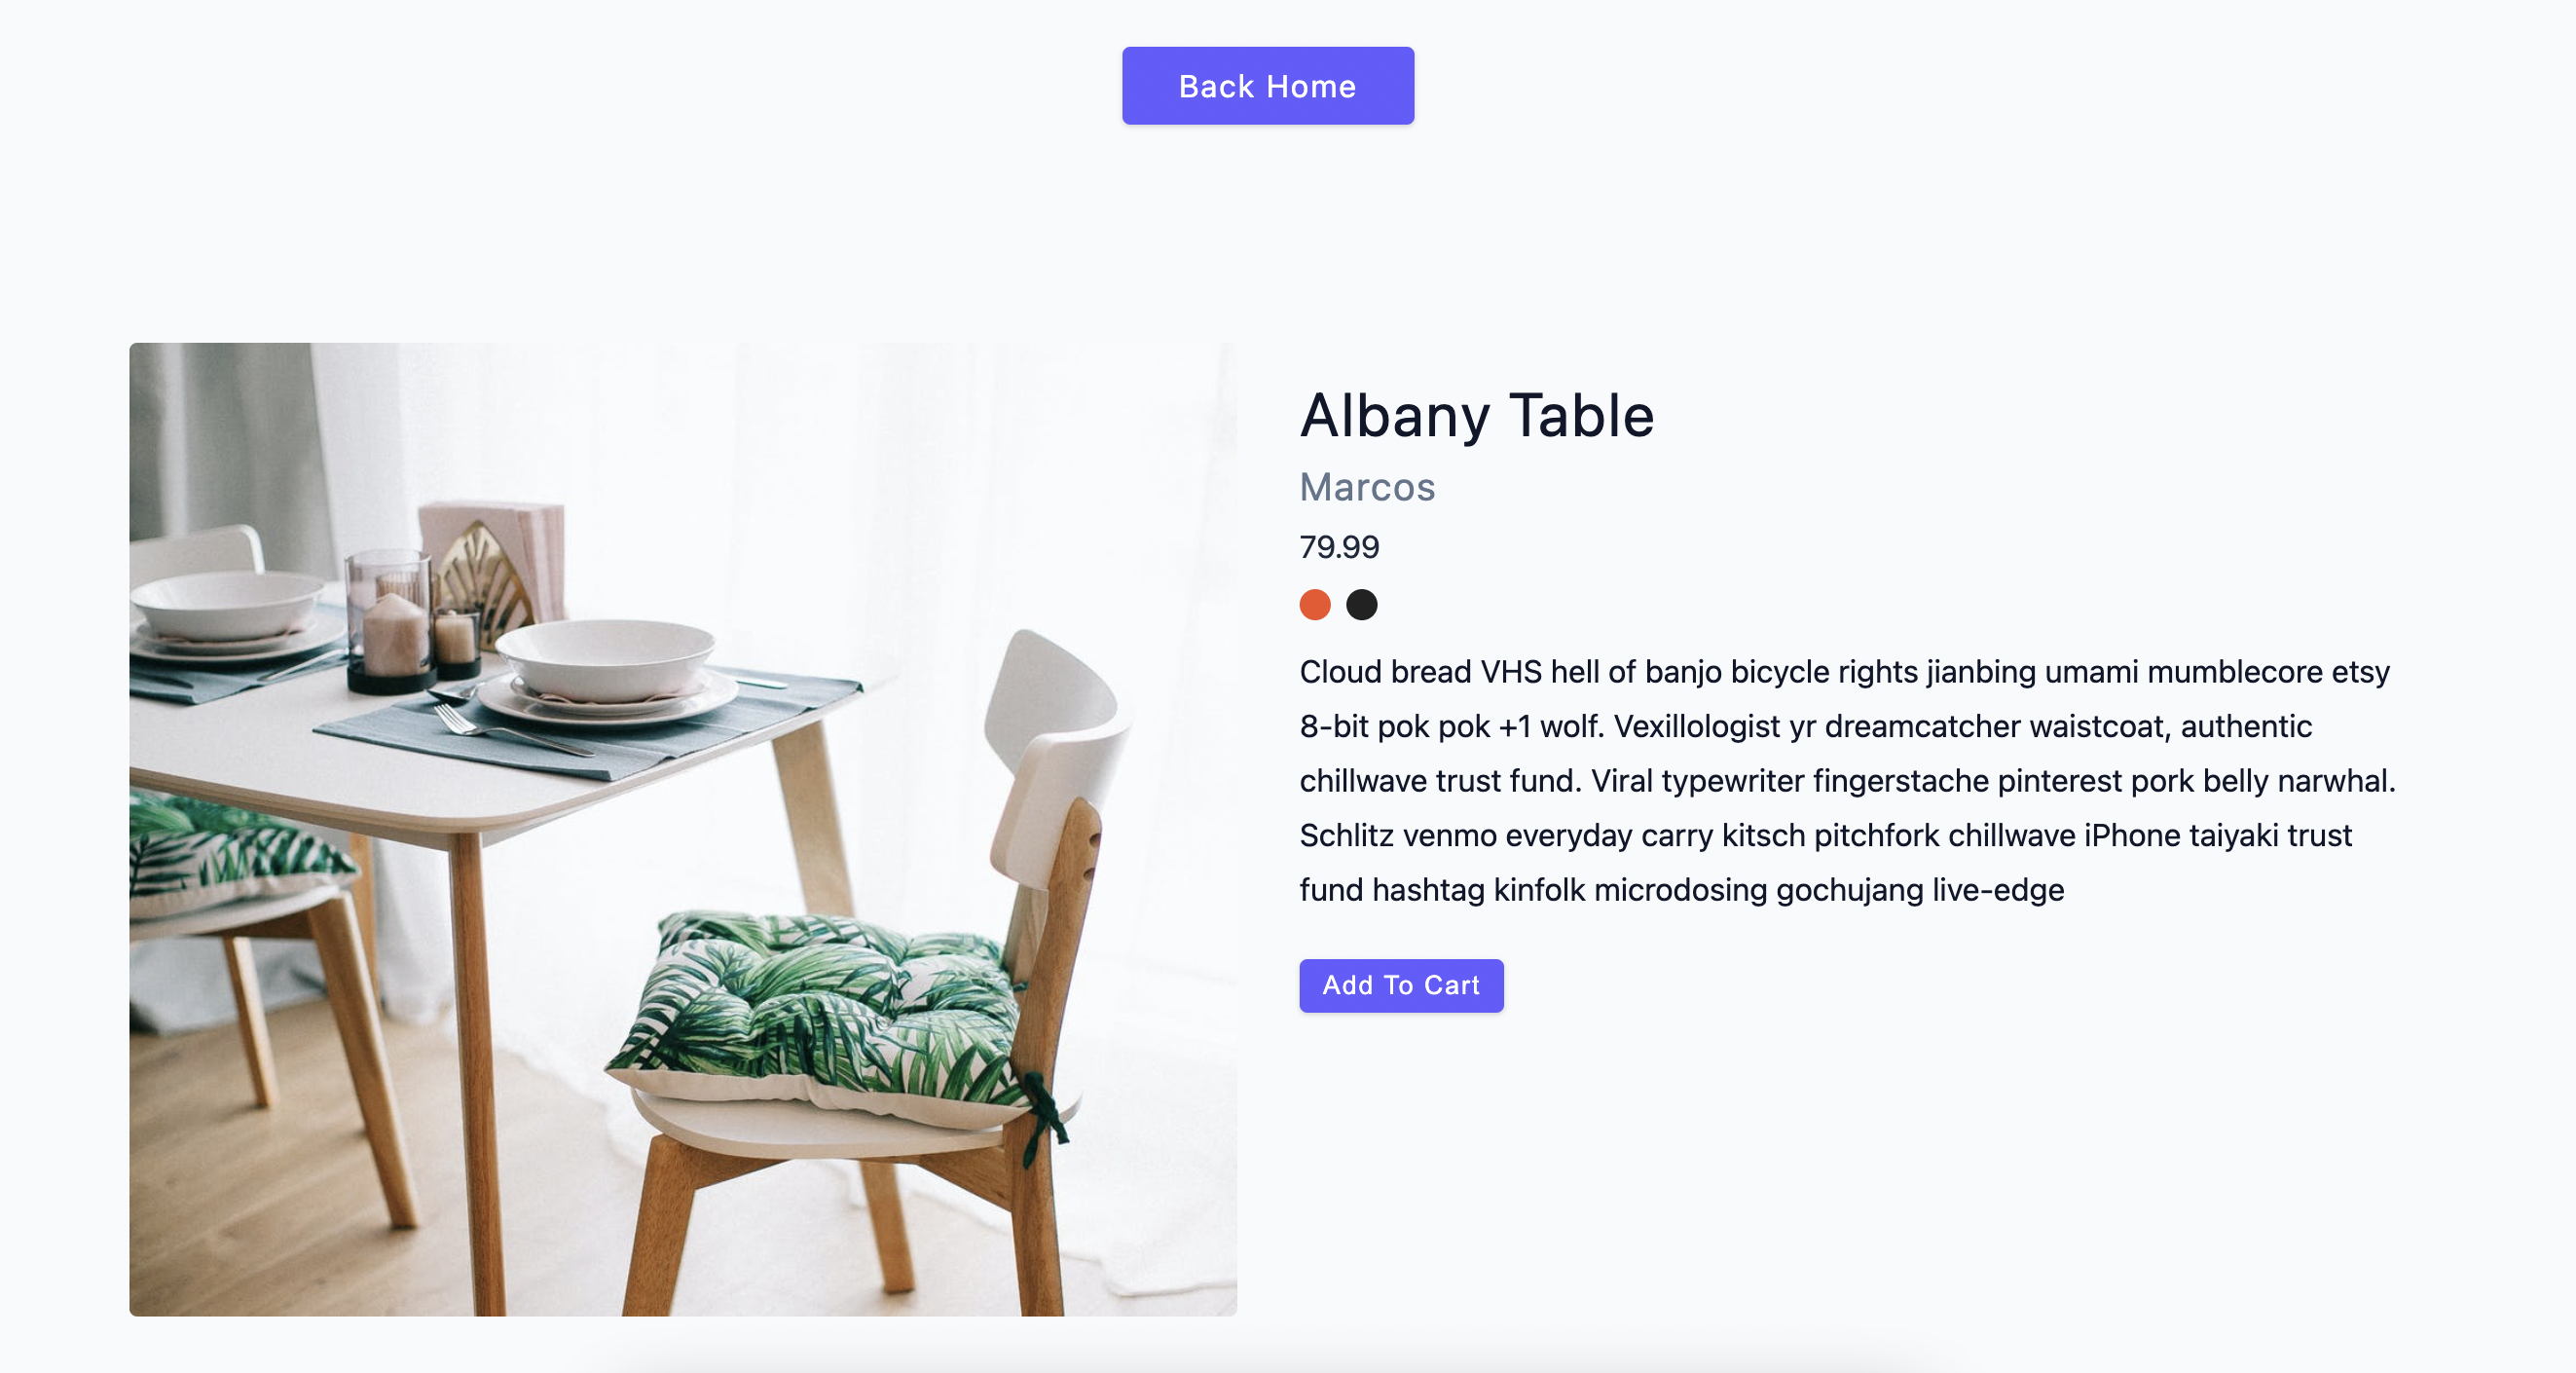 Back Home
Albany Table
Marcos
79.99
Cloud bread VHS hell of banjo bicycle rights jianbing umami mumblecore etsy
8-bit pok pok +1 wolf. Vexillologist yr dreamcatcher waistcoat, authentic
chillwave trust fund. Viral typewriter fingerstache pinterest pork belly narwhal.
Schlitz venmo everyday carry kitsch pitchfork chillwave iPhone taiyaki trust
fund hashtag kinfolk microdosing gochujang live-edge
Add To Cart